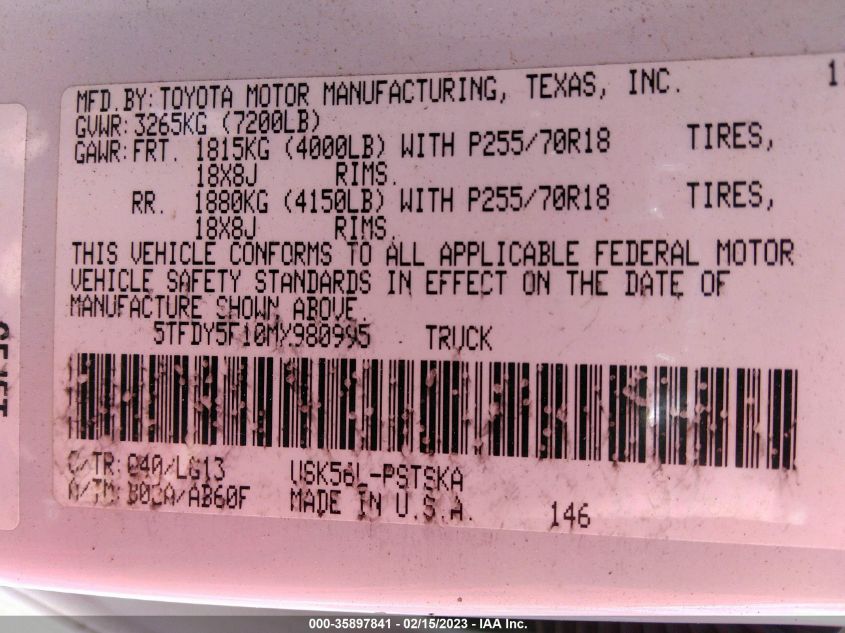 MFD.BY:TOYOTA MOTOR MANUFACTURING, TEXAS, INC. 1
GVWR:3265KG (7200LB)
GAWR:FRT. 1815KG (4000LB) WITH P255/70R18 TIRES,
18X8J RIMS.
RR. 1880KG (4150LB) WITH P255/70R18 TIRES,
18X8J RIMS.
THIS VEHICLE CONFORMS TO ALL APPLICABLE FEDERAL MOTOR
VEHICLE SAFETY STANDARDS IN EFFECT ON THE DATE OF
MANUFACTURE SHOWN ABOVE.
5TFDY5F10MX980995 TRUCK
C/TR:040/LG13 USK56L-PSTSKA
A/TM:B02A/AB60F MADE IN U.S.A. 146
000-35897841 - 02/15/2023 - IAA Inc.